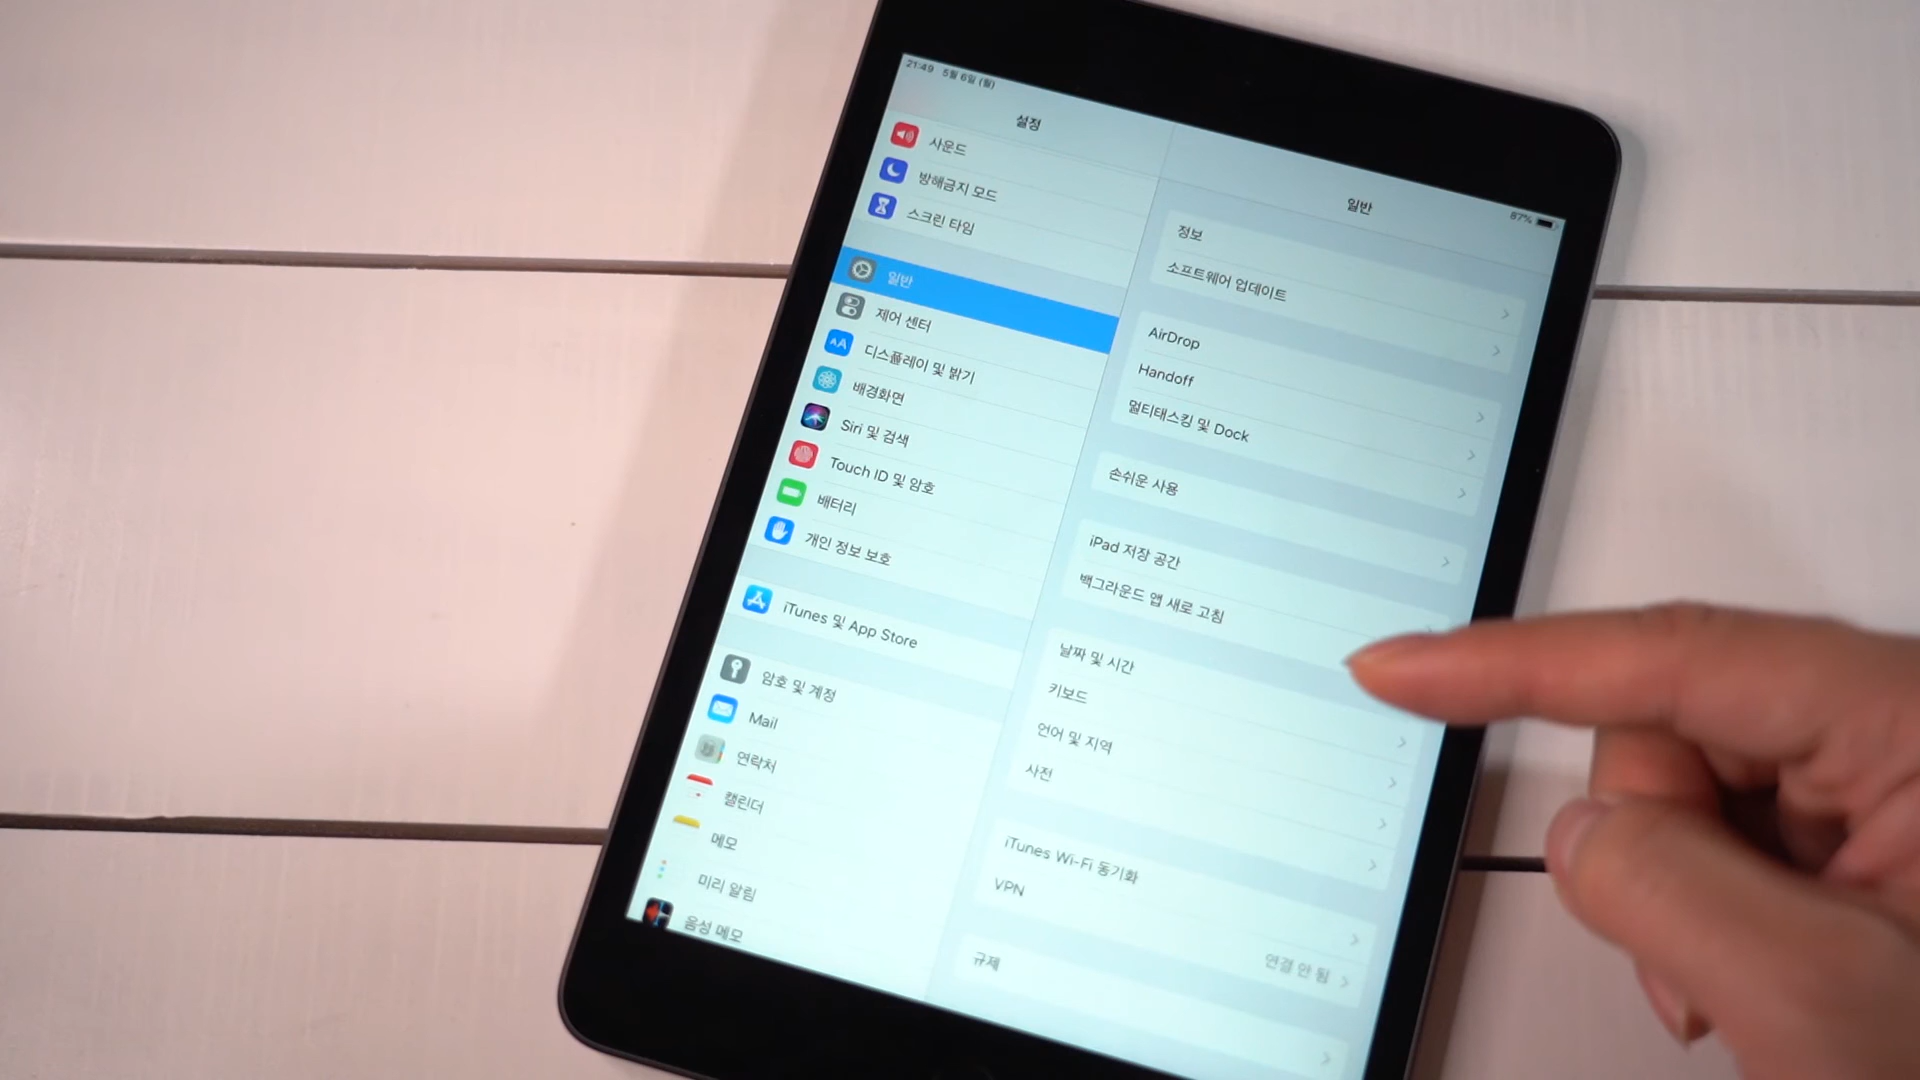 21:49 5월 6일 (월)
87%
설정
사운드
방해금지 모드
스크린 타임
일반
제어 센터
AA
디스플레이 및 밝기
배경화면
Siri 및 검색
Touch ID 및 암호
배터리
개인 정보 보호
iTunes 및 App Store
암호 및 계정
Mail
연락처
캘린더
메모
미리 알림
음성 메모
일반
정보
소프트웨어 업데이트
AirDrop
Handoff
멀티태스킹 및 Dock
손쉬운 사용
iPad 저장 공간
백그라운드 앱 새로 고침
날짜 및 시간
키보드
언어 및 지역
사전
iTunes Wi-Fi 동기화
VPN
연결 안 됨
규제